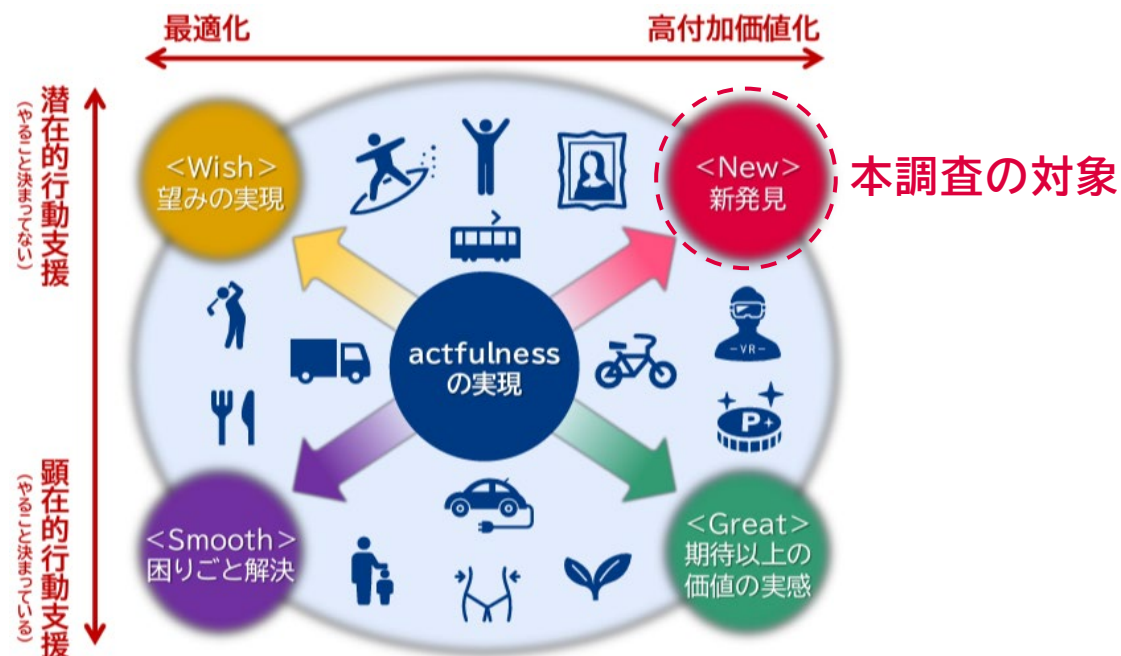 最適化
高付加価値化
潜在的行動支援
(やること決まってない)
<Wish>
望みの実現
<New>
新発見
本調査の対象
actfulness
の実現
-VR-
P+
顕在的行動支援
(やること決まっている)
<Smooth>
困りごと解決
<Great>
期待以上の
価値の実感